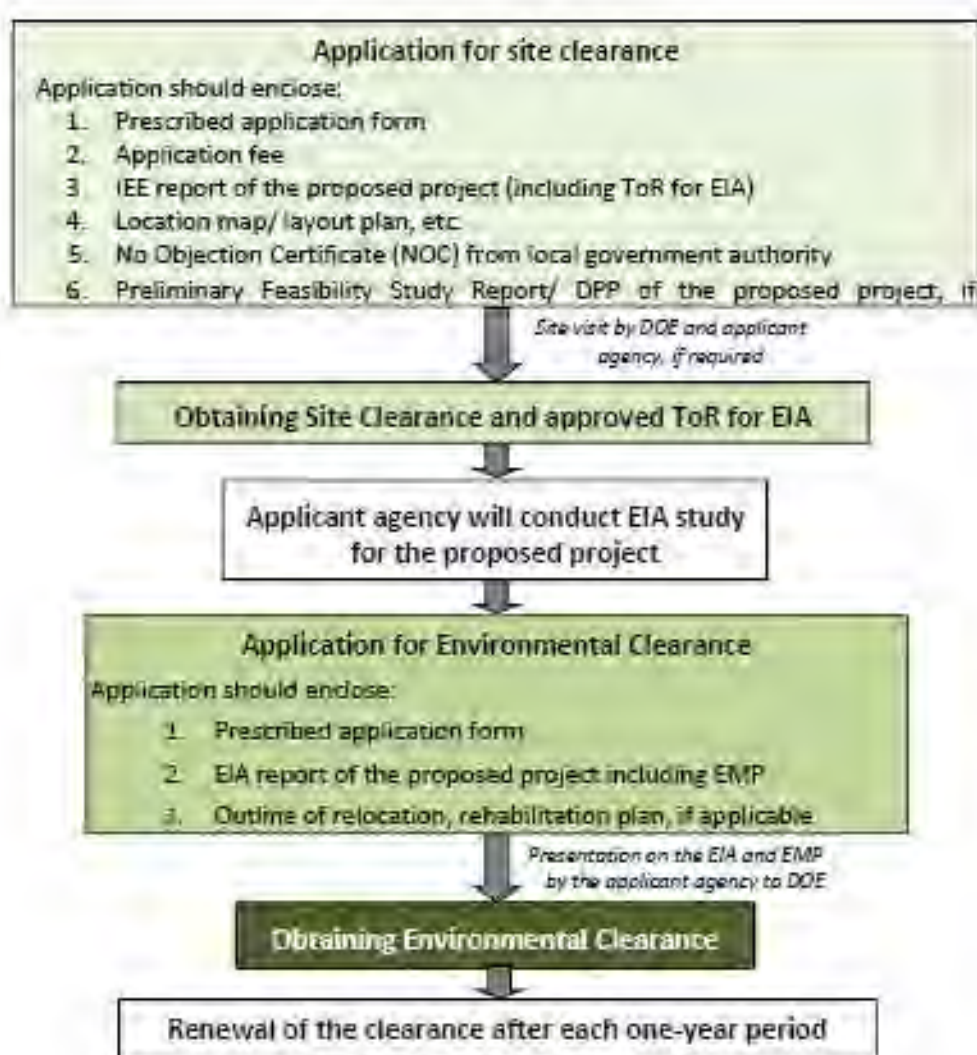 Application for site clearance
Application should enclose:
1. Prescribed application form
2. Application fee
3. IEE report of the proposed project (including ToR for EIA)
4. Location map/ layout plan, etc
5. No Objection Certificate (NOC) from local government authority
6. Preliminary Feasibility Study Report/ DPP of the proposed project, if
Site visit by DOE and applicant
agency, if required
Obtaining Site Clearance and approved ToR for EIA
Applicant agency will conduct EIA study
for the proposed project
Application for Environmental Clearance
Application should enclose:
1. Prescribed application form
2. EIA report of the proposed project including EMP
3. Outline of relocation, rehabilitation plan, if applicable
Presentation on the EIA and EMP
by the applicant agency to DOE
Obtaining Environmental Clearance
Renewal of the clearance after each one-year period